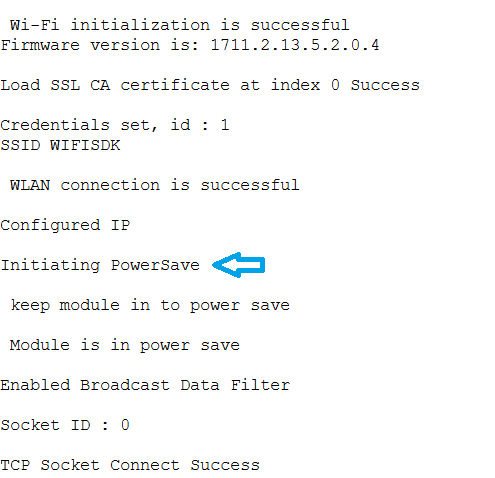 Wi-Fi initialization is successful
Firmware version is: 1711.2.13.5.2.0.4
Load SSL CA certificate at index 0 Success
Credentials set, id : 1
SSID WIFISDK
WLAN connection is successful
Configured IP
Initiating PowerSave
keep module in to power save
Module is in power save
Enabled Broadcast Data Filter
Socket ID : 0
TCP Socket Connect Success